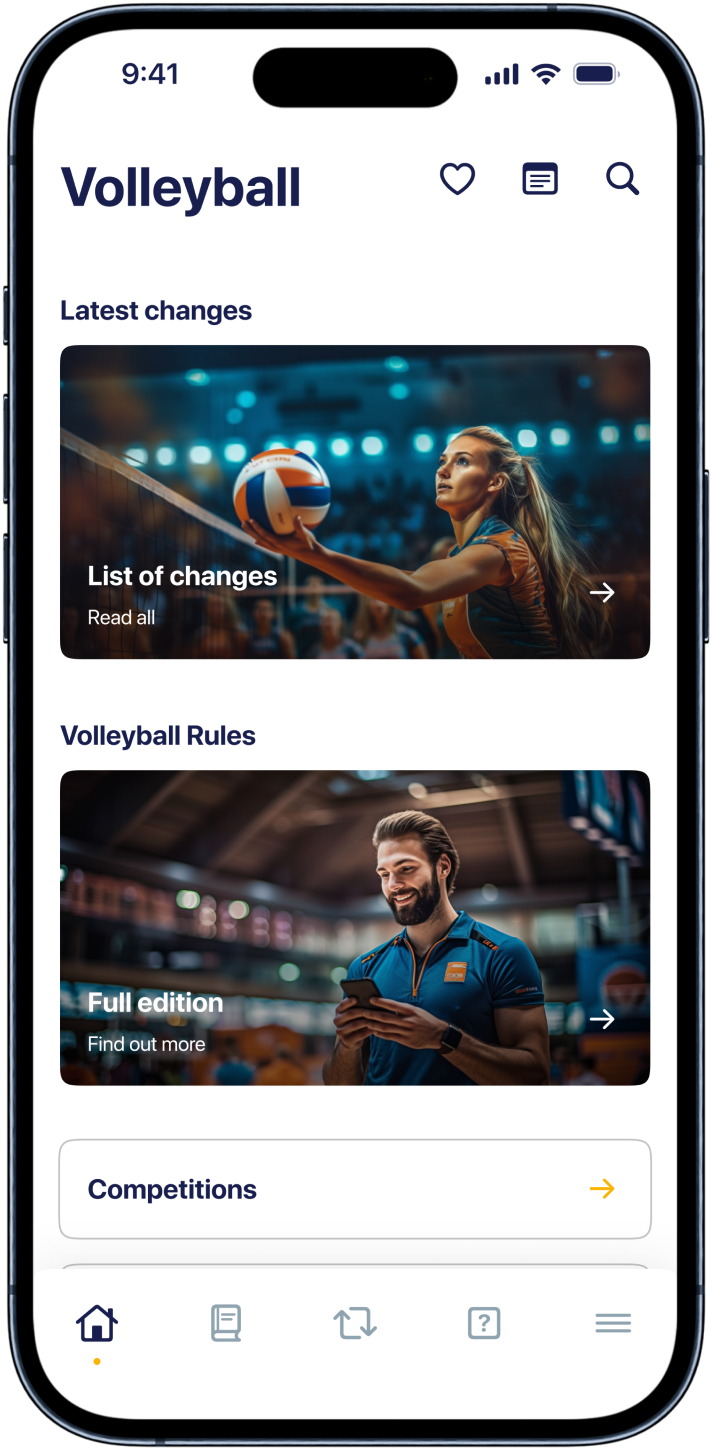 9:41
Volleyball
Latest changes
List of changes
Read all
Volleyball Rules
Full edition
Find out more
Competitions
?